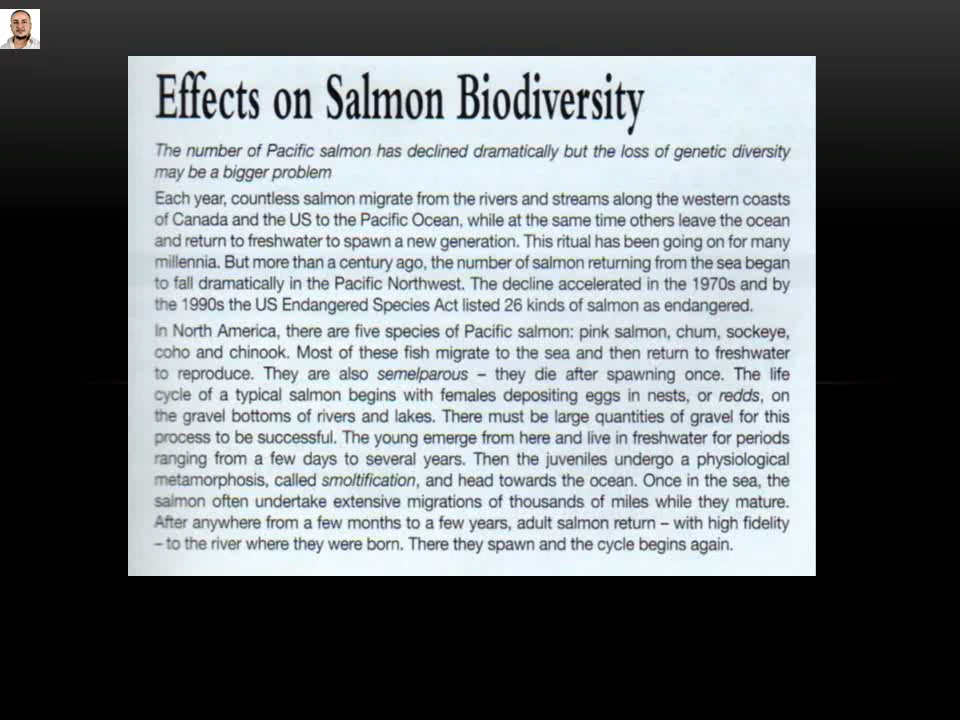 Effects on Salmon Biodiversity
The number of Pacific salmon has declined dramatically but the loss of genetic diversity
may be a bigger problem
Each year, countless salmon migrate from the rivers and streams along the western coasts
of Canada and the US to the Pacific Ocean, while at the same time others leave the ocean
and return to freshwater to spawn a new generation. This ritual has been going on for many
millennia. But more than a century ago, the number of salmon returning from the sea began
to fall dramatically in the Pacific Northwest. The decline accelerated in the 1970s and by
the 1990s the US Endangered Species Act listed 26 kinds of salmon as endangered.
In North America, there are five species of Pacific salmon: pink salmon, chum, sockeye,
coho and chinook. Most of these fish migrate to the sea and then return to freshwater
to reproduce. They are also semelparous – they die after spawning once. The life
cycle of a typical salmon begins with females depositing eggs in nests, or redds, on
the gravel bottoms of rivers and lakes. There must be large quantities of gravel for this
process to be successful. The young emerge from here and live in freshwater for periods
ranging from a few days to several years. Then the juveniles undergo a physiological
metamorphosis, called smoltification, and head towards the ocean. Once in the sea, the
salmon often undertake extensive migrations of thousands of miles while they mature.
After anywhere from a few months to a few years, adult salmon return – with high fidelity
– to the river where they were born. There they spawn and the cycle begins again.